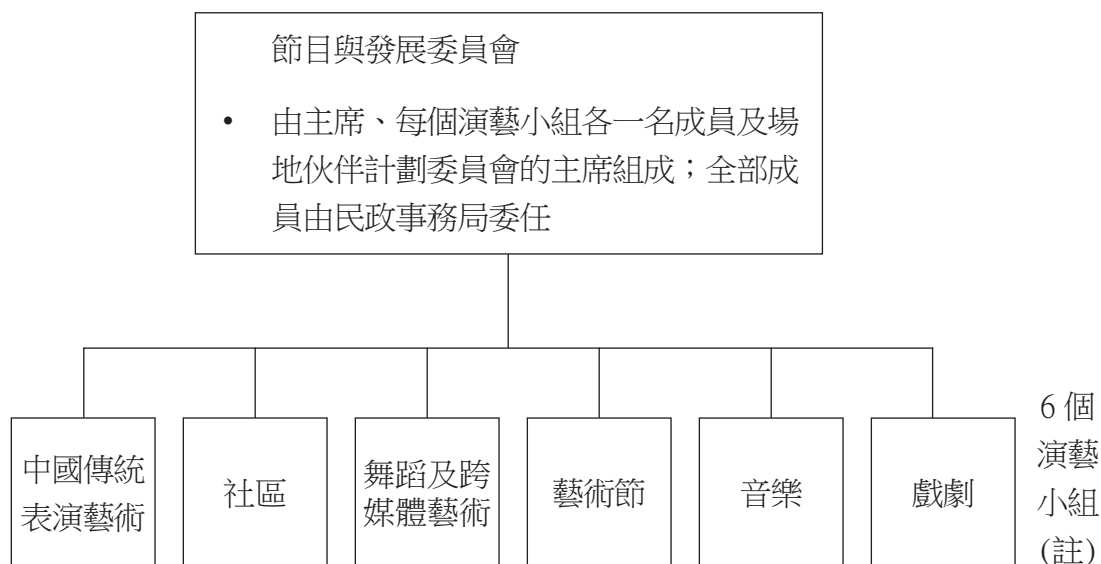 節目與發展委員會
• 由主席、每個演藝小組各一名成員及場
地伙伴計劃委員會的主席組成；全部成
員由民政事務局委任
中國傳統
表演藝術
社區
舞蹈及跨
媒體藝術
藝術節
音樂
戲劇
6 個
演藝
小組
(註)